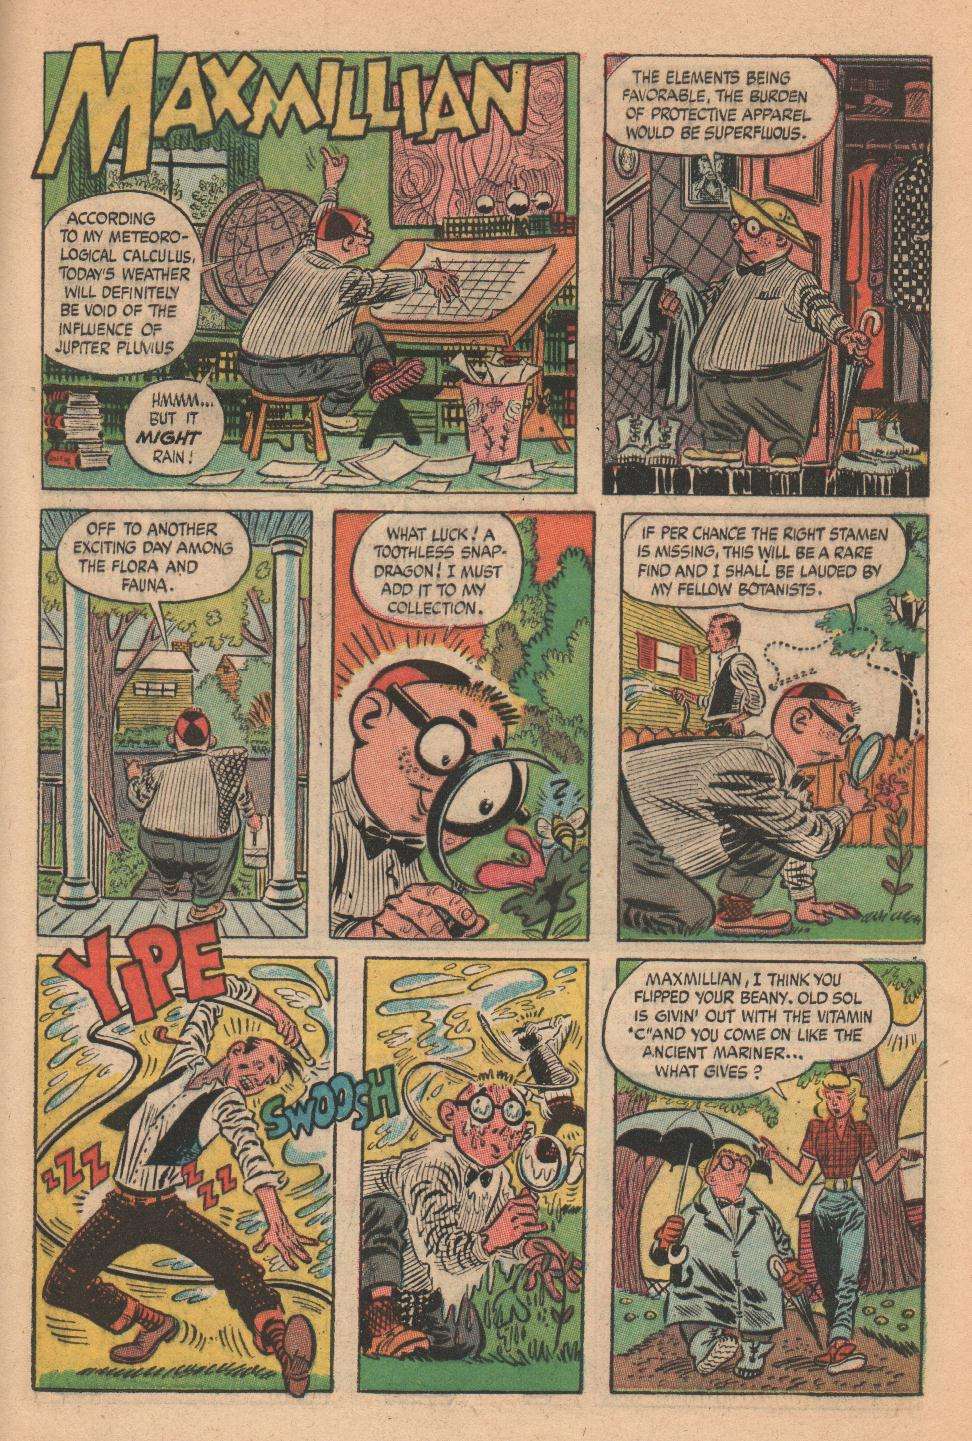 MAXMILLIAN
ACCORDING
TO MY METEORO-
LOGICAL CALCULUS,
TODAY'S WEATHER
WILL DEFINITELY
BE VOID OF THE
INFLUENCE OF
JUPITER PLUVIUS
HMMM...
BUT IT
MIGHT
RAIN!
THE ELEMENTS BEING
FAVORABLE, THE BURDEN
OF PROTECTIVE APPAREL
WOULD BE SUPERFLUOUS.
OFF TO ANOTHER
EXCITING DAY AMONG
THE FLORA AND
FAUNA.
WHAT LUCK! A
TOOTHLESS SNAP-
DRAGON! I MUST
ADD IT TO MY
COLLECTION.
?
IF PER CHANCE THE RIGHT STAMEN
IS MISSING, THIS WILL BE A RARE
FIND AND I SHALL BE LAUDED BY
MY FELLOW BOTANISTS.
BZZZZZ
YIPE
ZZZ
ZZZ
SWOOSH
MAXMILLIAN, I THINK YOU
FLIPPED YOUR BEANY. OLD SOL
IS GIVIN' OUT WITH THE VITAMIN
"C" AND YOU COME ON LIKE THE
ANCIENT MARINER...
WHAT GIVES?